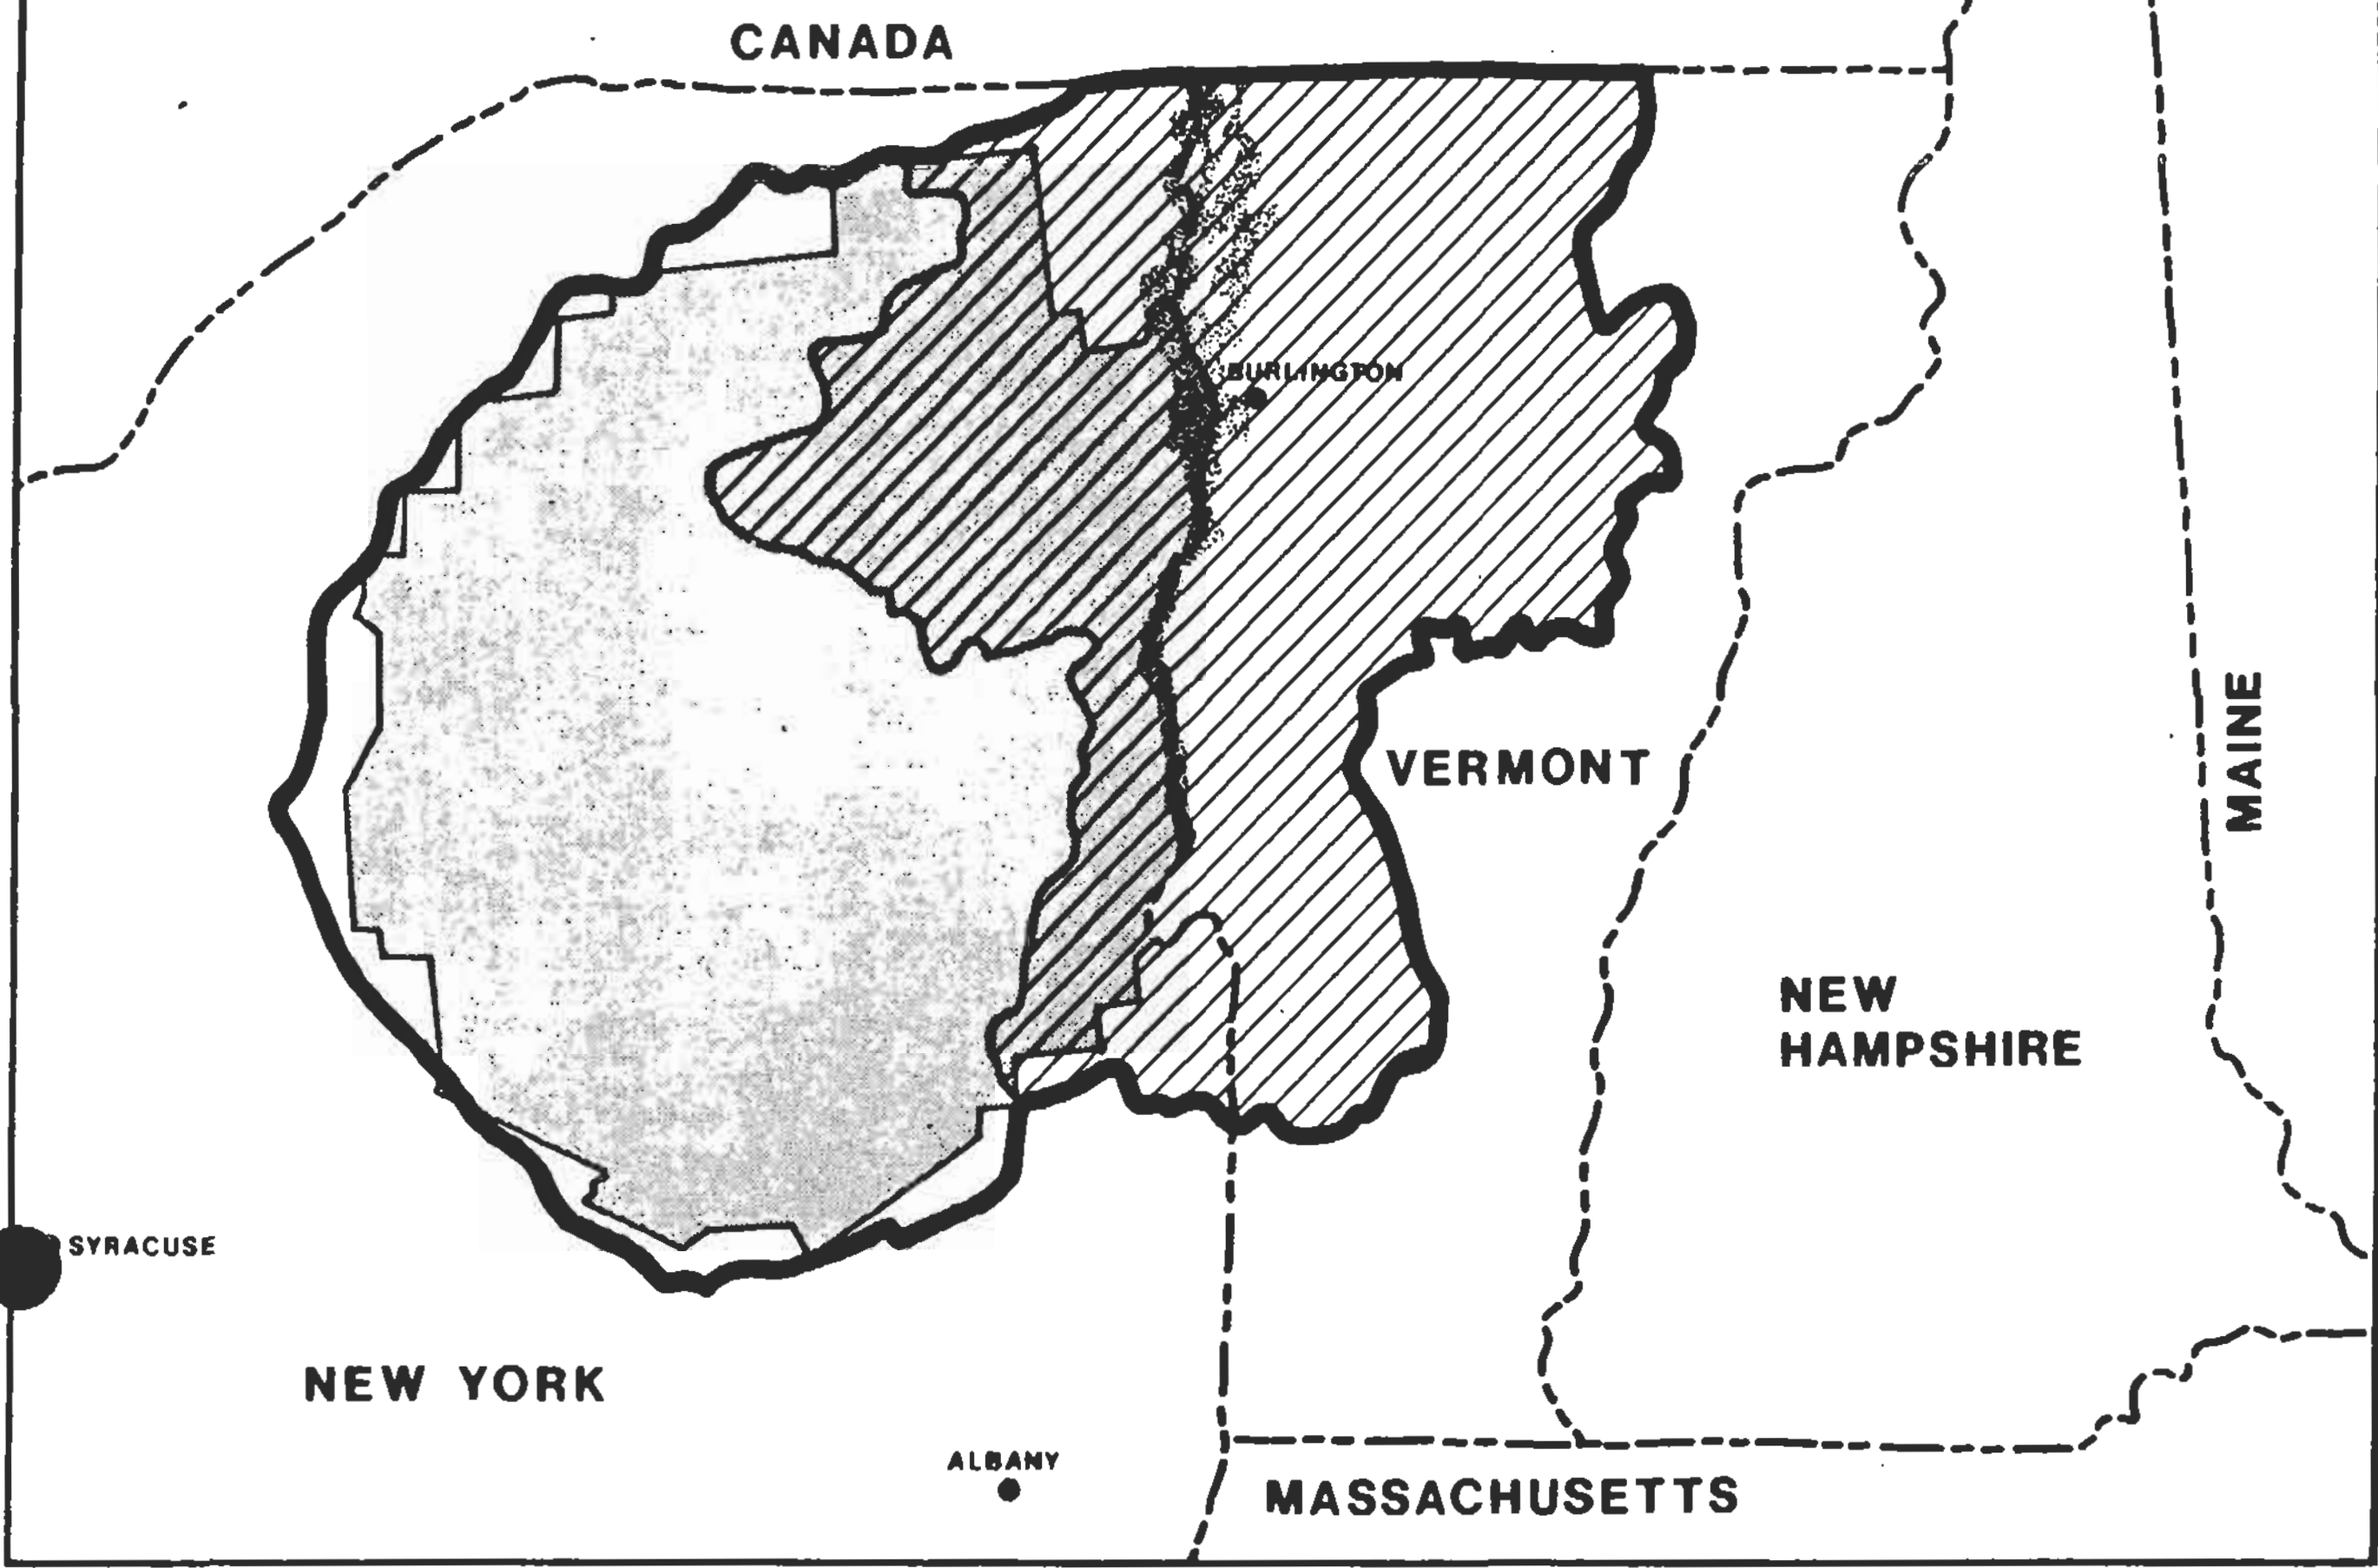 CANADA
BURLINGTON
VERMONT
MAINE
NEW
HAMPSHIRE
SYRACUSE
NEW YORK
ALBANY
MASSACHUSETTS